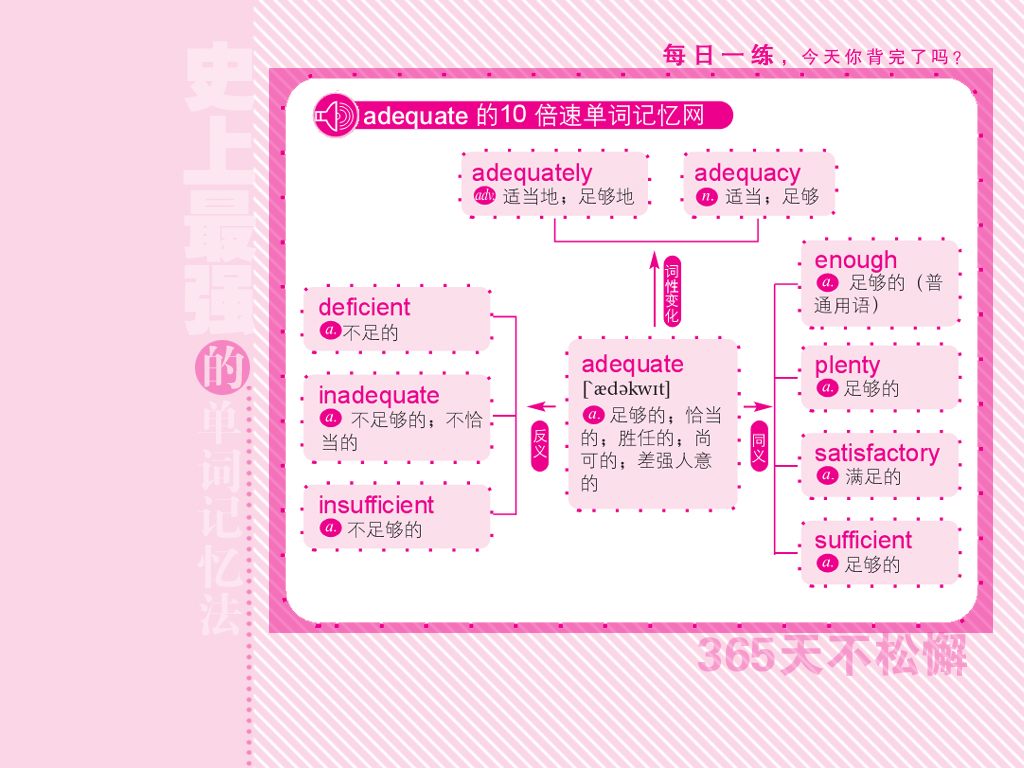 每日一练，今天你背完了吗？
史上最强的单词记忆法
adequate 的10 倍速单词记忆网
adequately
adv. 适当地；足够地
adequacy
n. 适当；足够
词性变化
enough
a. 足够的（普
通用语）
deficient
a. 不足的
adequate
[ˋædəkwɪt]
a. 足够的；恰当
的；胜任的；尚
可的；差强人意
的
plenty
a. 足够的
inadequate
a. 不足够的；不恰
当的
反义
同义
satisfactory
a. 满足的
insufficient
a. 不足够的
sufficient
a. 足够的
365天不松懈